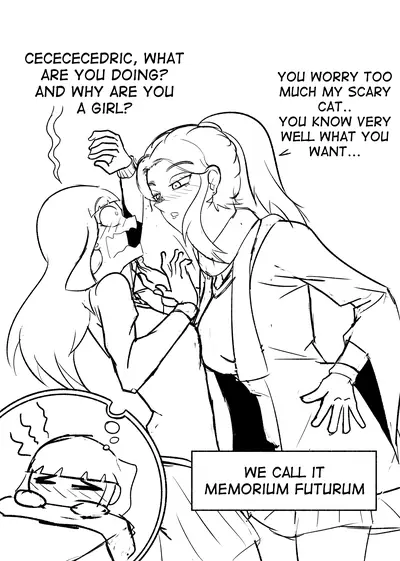 CECECECEDRIC, WHAT
ARE YOU DOING?
AND WHY ARE YOU
A GIRL?
YOU WORRY TOO
MUCH MY SCARY
CAT..
YOU KNOW VERY
WELL WHAT YOU
WANT...
WE CALL IT
MEMORIUM FUTURUM